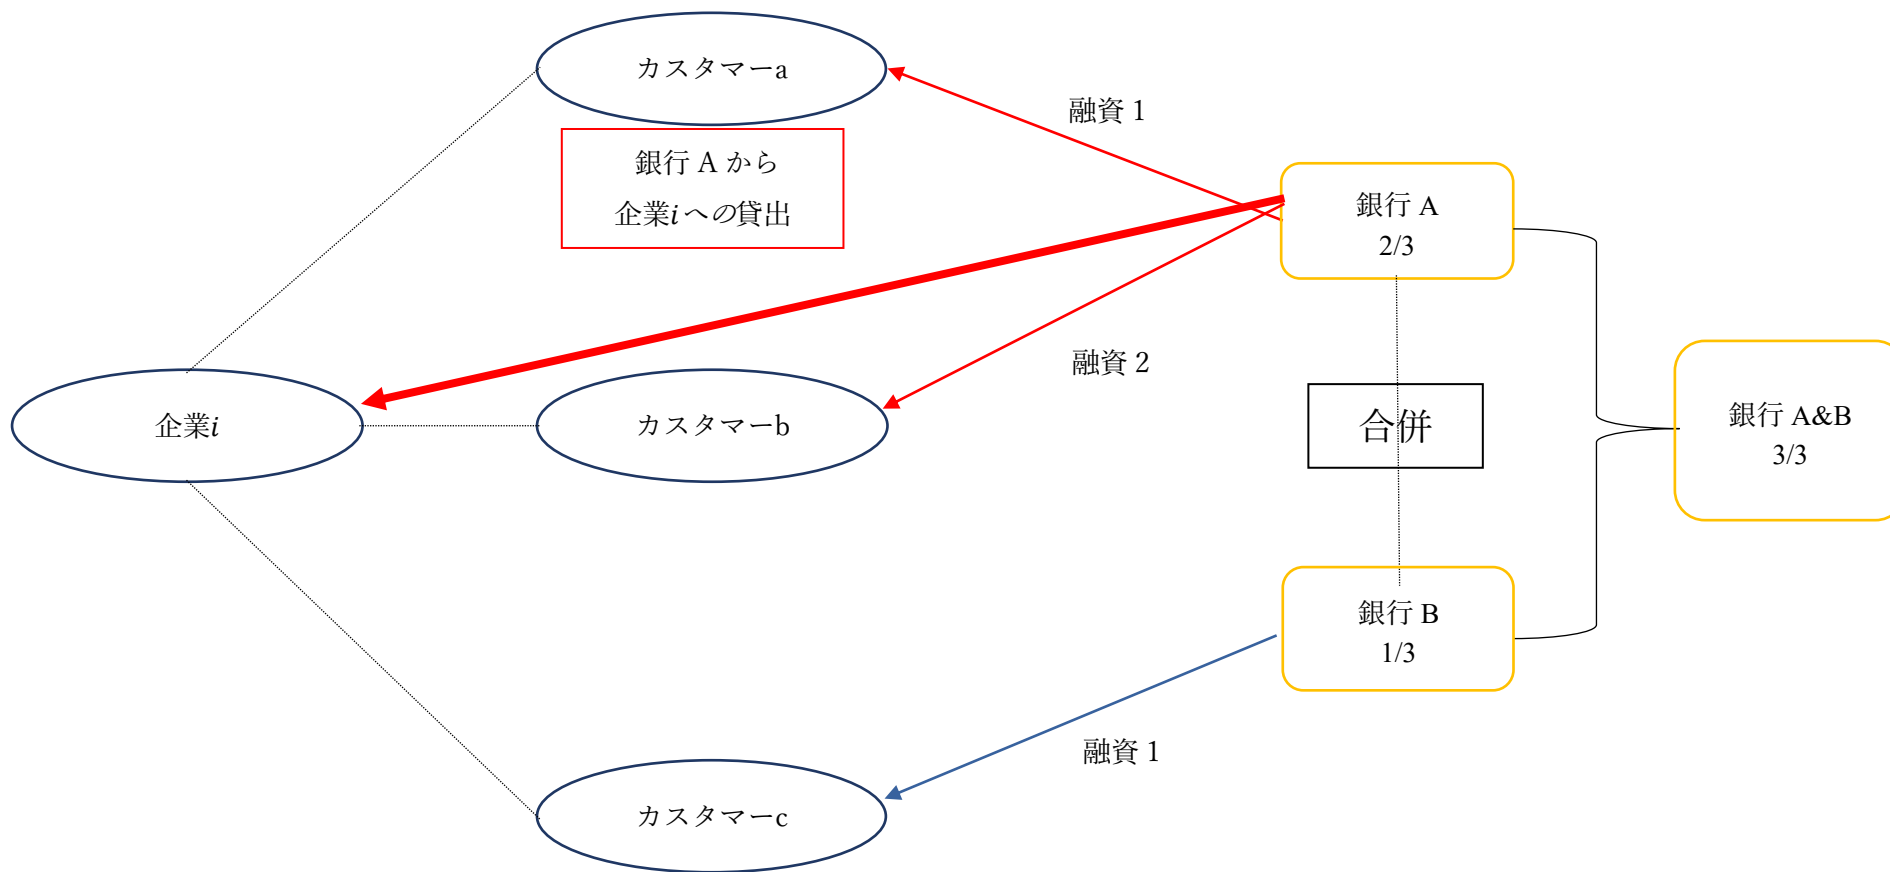 カスタマーa
融資 1
銀行 A から
企業iへの貸出
銀行 A
2/3
融資 2
企業i
カスタマーb
合併
銀行 A&B
3/3
銀行 B
1/3
融資 1
カスタマーc